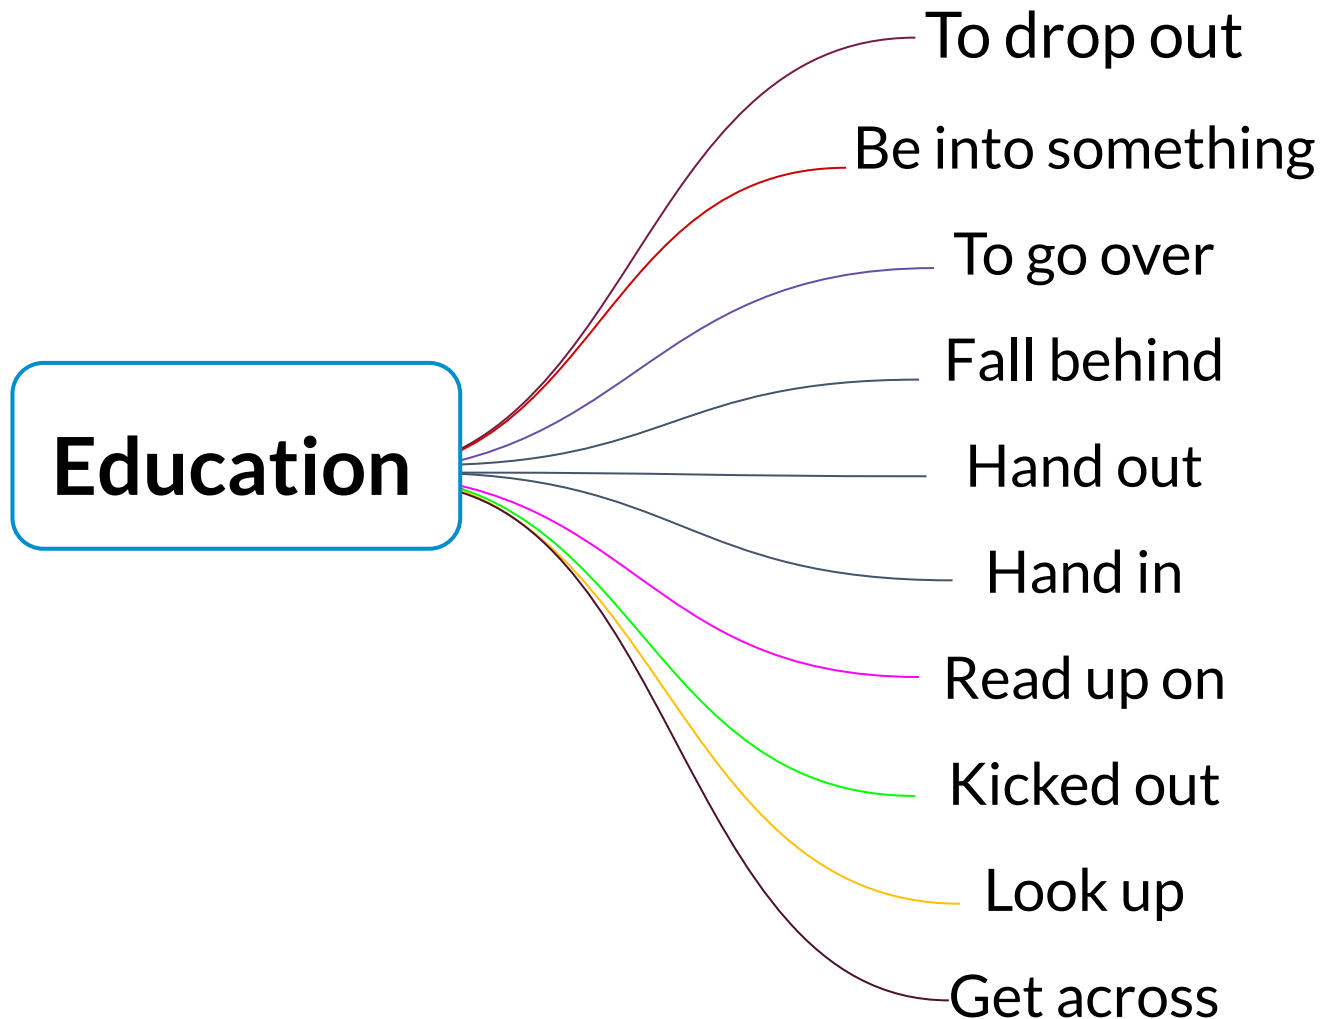 Education
To drop out
Be into something
To go over
Fall behind
Hand out
Hand in
Read up on
Kicked out
Look up
Get across